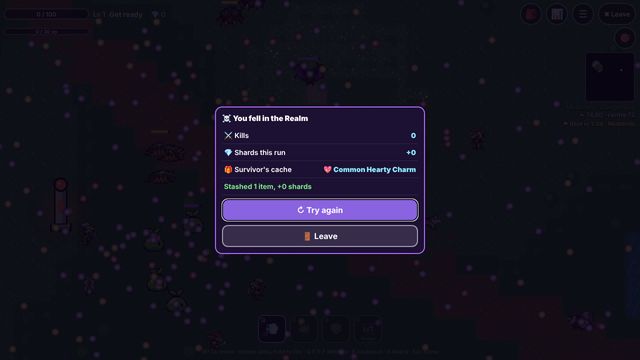 0 / 100
Lv 1 Get ready 💎 0
✖ Leave
☠ You fell in the Realm
⚔ Kills 0
💎 Shards this run +0
🎁 Survivor's cache 💖 Common Hearty Charm
Stashed 1 item, +0 shards
↻ Try again
🚪 Leave